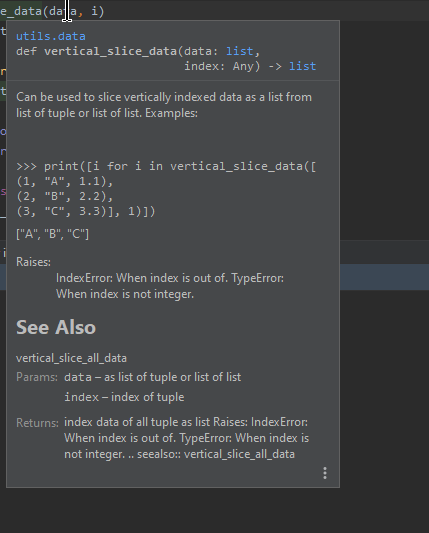 e_data(data, i)
utils.data
def vertical_slice_data(data: list,
index: Any) -> list
Can be used to slice vertically indexed data as a list from
list of tuple or list of list. Examples:
>>> print([i for i in vertical_slice_data([
(1, "A", 1.1),
(2, "B", 2.2),
(3, "C", 3.3)], 1)])
["A", "B", "C"]
Raises:
IndexError: When index is out. TypeError:
When index is not integer.
See Also
vertical_slice_all_data
Params: data – as list of tuple or list of list
index – index of tuple
Returns: index data of all tuple as list Raises: IndexError:
When index is out of. TypeError: When index is
not integer. .. seealso:: vertical_slice_all_data